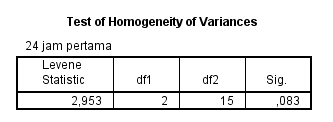 Test of Homogeneity of Variances
24 jam pertama
Levene
Statistic df1 df2 Sig.
2,953 2 15 ,083